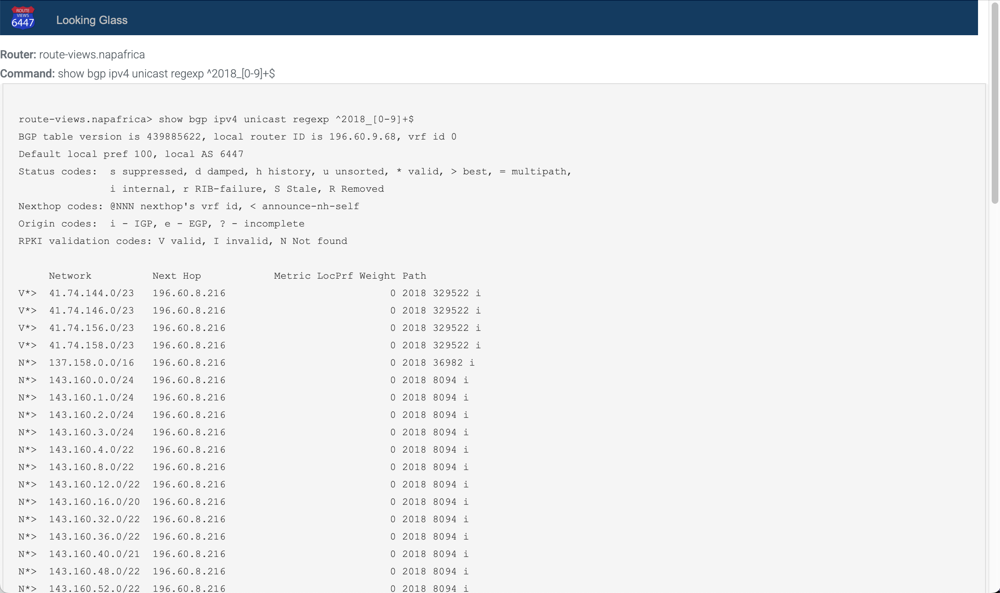 ROUTE
VIEWS
6447
Looking Glass
Router: route-views.napafrica
Command: show bgp ipv4 unicast regexp ^2018_[0-9]+$
route-views.napafrica> show bgp ipv4 unicast regexp ^2018_[0-9]+$
BGP table version is 439885622, local router ID is 196.60.9.68, vrf id 0
Default local pref 100, local AS 6447
Status codes:  s suppressed, d damped, h history, u unsorted, * valid, > best, = multipath,
               i internal, r RIB-failure, S Stale, R Removed
Nexthop codes: @NNN nexthop's vrf id, < announce-nh-self
Origin codes:  i - IGP, e - EGP, ? - incomplete
RPKI validation codes: V valid, I invalid, N Not found
     Network          Next Hop            Metric LocPrf Weight Path
V*>  41.74.144.0/23   196.60.8.216                           0 2018 329522 i
V*>  41.74.146.0/23   196.60.8.216                           0 2018 329522 i
V*>  41.74.156.0/23   196.60.8.216                           0 2018 329522 i
V*>  41.74.158.0/23   196.60.8.216                           0 2018 329522 i
N*>  137.158.0.0/16   196.60.8.216                           0 2018 36982 i
N*>  143.160.0.0/24   196.60.8.216                           0 2018 8094 i
N*>  143.160.1.0/24   196.60.8.216                           0 2018 8094 i
N*>  143.160.2.0/24   196.60.8.216                           0 2018 8094 i
N*>  143.160.3.0/24   196.60.8.216                           0 2018 8094 i
N*>  143.160.4.0/22   196.60.8.216                           0 2018 8094 i
N*>  143.160.8.0/22   196.60.8.216                           0 2018 8094 i
N*>  143.160.12.0/22  196.60.8.216                           0 2018 8094 i
N*>  143.160.16.0/20  196.60.8.216                           0 2018 8094 i
N*>  143.160.32.0/22  196.60.8.216                           0 2018 8094 i
N*>  143.160.36.0/22  196.60.8.216                           0 2018 8094 i
N*>  143.160.40.0/21  196.60.8.216                           0 2018 8094 i
N*>  143.160.48.0/22  196.60.8.216                           0 2018 8094 i
N*>  143.160.52.0/22  196.60.8.216                           0 2018 8094 i